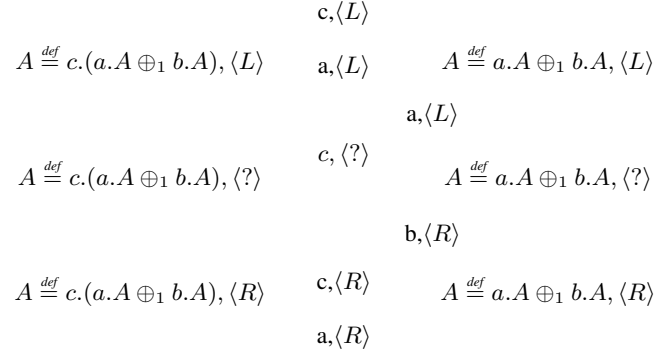 c,⟨L⟩
A ≝ c.(a.A ⊕₁ b.A), ⟨L⟩ a,⟨L⟩ A ≝ a.A ⊕₁ b.A, ⟨L⟩
a,⟨L⟩
c, ⟨?⟩
A ≝ c.(a.A ⊕₁ b.A), ⟨?⟩ A ≝ a.A ⊕₁ b.A, ⟨?⟩
b,⟨R⟩
A ≝ c.(a.A ⊕₁ b.A), ⟨R⟩ c,⟨R⟩ A ≝ a.A ⊕₁ b.A, ⟨R⟩
a,⟨R⟩